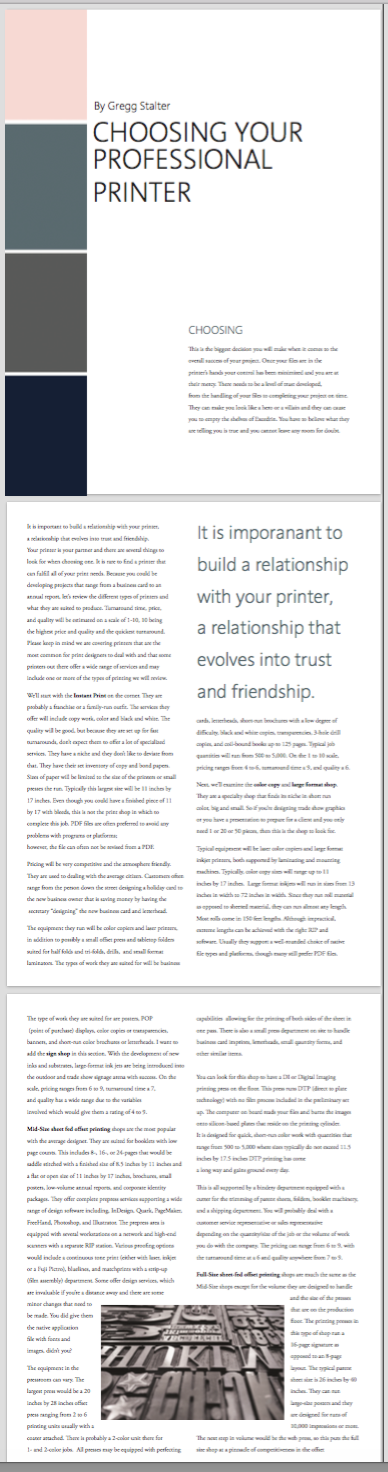 By Gregg Stalter
CHOOSING YOUR
PROFESSIONAL
PRINTER
CHOOSING
This is the biggest decision you will make when it comes to the
overall success of your project. Once your files are in the
printer's hands your control has been minimized and you are at
their mercy. There needs to be a level of trust developed,
from the handling of your files to completing your project on time.
They can make you look like a hero or a villain and they can cause
you to empty the shelves of Excedrin. You have to believe what they
are telling you is true and you cannot leave any room for doubt.
It is important to build a relationship with your printer,
a relationship that evolves into trust and friendship.
Your printer is your partner and there are several things to
look for when choosing one. It is rare to find a printer that
can fulfill all of your print needs. Because you could be
developing projects that range from a business card to an
annual report, let's review the different types of printers and
what they are suited to produce. Turnaround time, price,
and quality will be estimated on a scale of 1-10, 10 being
the highest price and quality and the quickest turnaround.
Please keep in mind we are covering printers that are the
most common for print designers to deal with and that some
printers out there offer a wide range of services and may
include one or more of the types of printing we will review.
We'll start with the Instant Print on the corner. They are
probably a franchise or a family-run outfit. The services they
offer will include copy work, color and black and white. The
quality will be good, but because they are set up for fast
turnarounds, don't expect them to offer a lot of specialized
services. They have a niche and they don't like to deviate from
that. They have their set inventory of copy and bond papers.
Sizes of paper will be limited to the size of the printers or small
presses the run. Typically this largest site will be 11 inches by
17 inches. Even though you could have a finished piece of 11
by 17 with bleeds, this is not the print shop in which to
complete this job. PDF files are often preferred to avoid any
problems with programs or platforms;
however, the file can often not be revised from a PDF.
Pricing will be very competitive and the atmosphere friendly.
They are used to dealing with the average citizen. Customers often
range from the person down the street designing a holiday card to
the new business owner that is saving money by having the
secretary "designing" the new business card and letterhead.
The equipment they run will be color copiers and laser printers,
in addition to possibly a small offset press and tabletop folders
suited for half folds and tri-folds, drills, and small format
laminators. The types of work they are suited for will be business
It is imporanant to
build a relationship
with your printer,
a relationship that
evolves into trust
and friendship.
cards, letterheads, short-run brochures with a low degree of
difficulty, black and white copies, transparencies, 3-hole drill
copies, and coil-bound books up to 125 pages. Typical job
quantities will run from 500 to 5,000. On the 1 to 10 scale,
pricing ranges from 4 to 6, turnaround time a 5, and quality a 6.
Next, we'll examine the color copy and large-format shop.
They are a specialty shop that finds its niche in short run
color, big and small. So if you're designing trade show graphics
or you have a presentation to prepare for a client and you only
need 1 or 20 or 50 pieces, then this is the shop to look for.
Typical equipment will be laser color copiers and large format
inkjet printers, both supported by laminating and mounting
machines. Typically, color copy sizes will range up to 11
inches by 17 inches. Large format inkjets will run in sizes from 13
inches in width to 72 inches in width. Since they run roll material
as opposed to sheeted material, they can run almost any length.
Most rolls come in 150 feet lengths. Although impractical,
extreme lengths can be achieved with the right RIP and
software. Usually they support a well-rounded choice of native
file types and platforms, though many still prefer PDF files.
The type of work they are suited for are posters, POP
(point of purchase) displays, color copies or transparencies,
banners, and short-run color brochures or letterheads. I want to
add the sign shop in this section. With the development of new
inks and substrates, large-format ink jets are being introduced into
the outdoor and trade show signage arena with success. On the
scale, pricing ranges from 6 to 9, turnaround time a 7,
and quality has a wide range due to the variables
involved which would give them a rating of 4 to 9.
Mid-Size sheet fed offset printing shops are the most popular
with the average designer. They are suited for booklets with low
page counts. This includes 8-, 16-, or 24-pages that would be
saddle stitched with a finished size of 8.5 inches by 11 inches and
a flat or open size of 11 inches by 17 inches, brochures, small
posters, low-volume annual reports, and corporate identity
packages. They offer complete prepress services supporting a wide
range of design software including, InDesign, Quark, PageMaker,
FreeHand, Photoshop, and Illustrator. The prepress area is
equipped with several workstations on a network and high-end
scanners with a separate RIP station. Various proofing options
would include a continuous tone print (either with laser, inkjet
or a Fuji Pictro), bluelines, and matchprints with a strip-up
(film assembly) department. Some offer design services, which
are invaluable if you're a distance away and there are some
minor changes that need to
be made. You did give them
the native application
file with fonts and
images, didn't you?
The equipment in the
pressroom can vary. The
largest press would be a 20
inches by 28 inches offset
press ranging from 2 to 6
printing units usually with a
coater attached. There is probably a 2-color unit there for
1- and 2-color jobs. All presses may be equipped with perfecting
capabilities allowing for the printing of both sides of the sheet in
one pass. There is also a small press department on site to handle
business card imprints, letterheads, small quantity forms, and
other similar items.
You can look for this shop to have a DI or Digital Imaging
printing press on the floor. This press runs DTP (direct to plate
technology) with no film process included in the preliminary set
up. The computer on board reads your files and burns the images
onto silicon based plates that reside on the printing cylinder.
It is designed for quick, short-run color work with quantities that
range from 500 to 5,000 where sizes typically do not exceed 11.5
inches by 17.5 inches DTP printing has come
a long way and gains ground every day.
This is all supported by a bindery department equipped with a
cutter for the trimming of paster sheets, folders, booklet machinery,
and a shipping department. You will probably deal with a
customer service representative or sales representative
depending on the quantity/size of the job or the volume of work
you do with the company. The pricing can range from 6 to 9, with
the turnaround time at a 6 and quality anywhere from 7 to 9.
Full-Size sheet-fed offset printing shops are much the same as the
Mid-Size shops except for the volume they are designed to handle
and the size of the presses
that are on the production
floor. The printing presses in
this type of shop run a
16-page signature as
opposed to an 8-page
layout. The typical parent
sheet size is 26 inches by 40
inches. They can run
large-size posters and they
are designed for runs of
10,000 impressions or more.
The next step in volume would be the web press, so this puts the full
size shop at a pinnacle of competitiveness in the offset